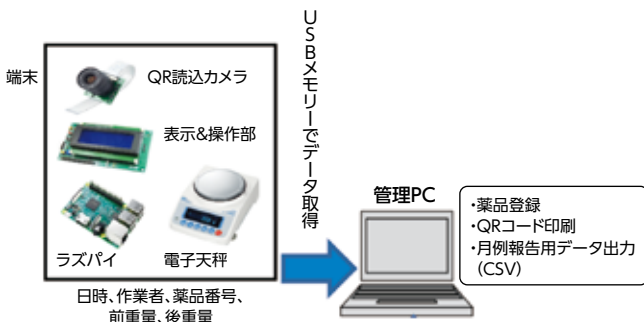 端末
QR読込カメラ
表示&操作部
ラズパイ
電子天秤
日時、作業者、薬品番号、
前重量、後重量
USBメモリーでデータ取得
管理PC
・薬品登録
・QRコード印刷
・月例報告用データ出力
（CSV）